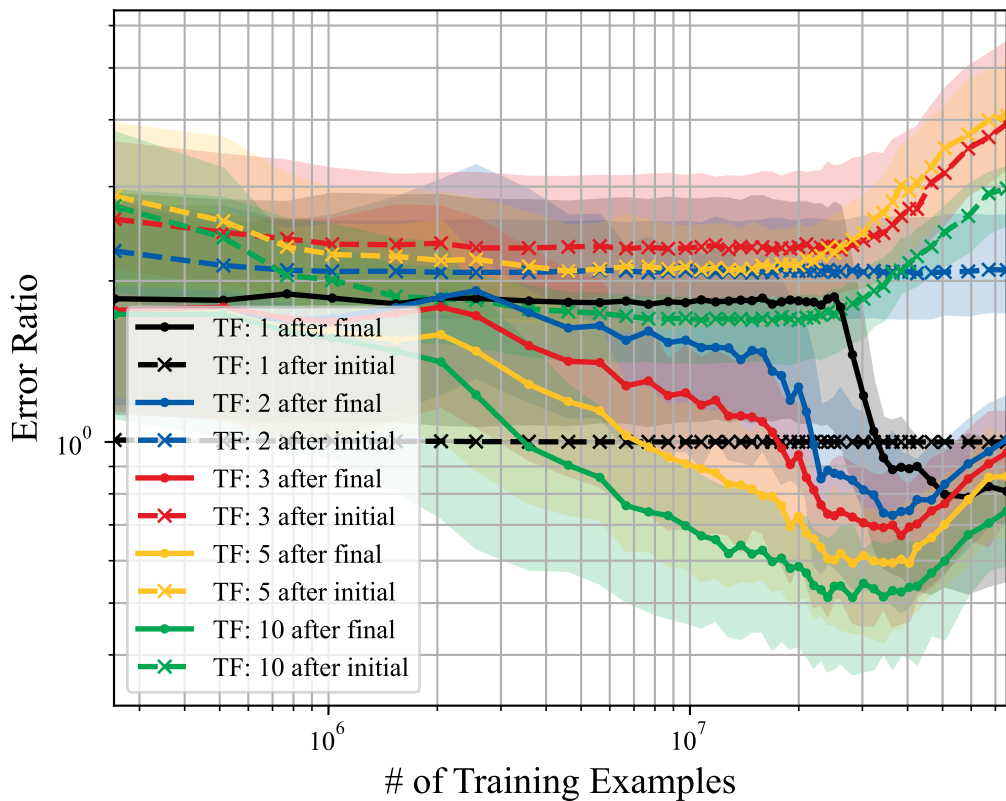 Error Ratio
10^0
TF: 1 after final
TF: 1 after initial
TF: 2 after final
TF: 2 after initial
TF: 3 after final
TF: 3 after initial
TF: 5 after final
TF: 5 after initial
TF: 10 after final
TF: 10 after initial
10^6 10^7
# of Training Examples